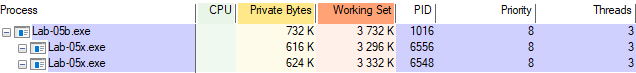 Process CPU Private Bytes Working Set PID Priority Threads
Lab-05b.exe 732 K 3 732 K 1016 8 3
Lab-05x.exe 616 K 3 296 K 6556 8 3
Lab-05x.exe 624 K 3 332 K 6548 8 3